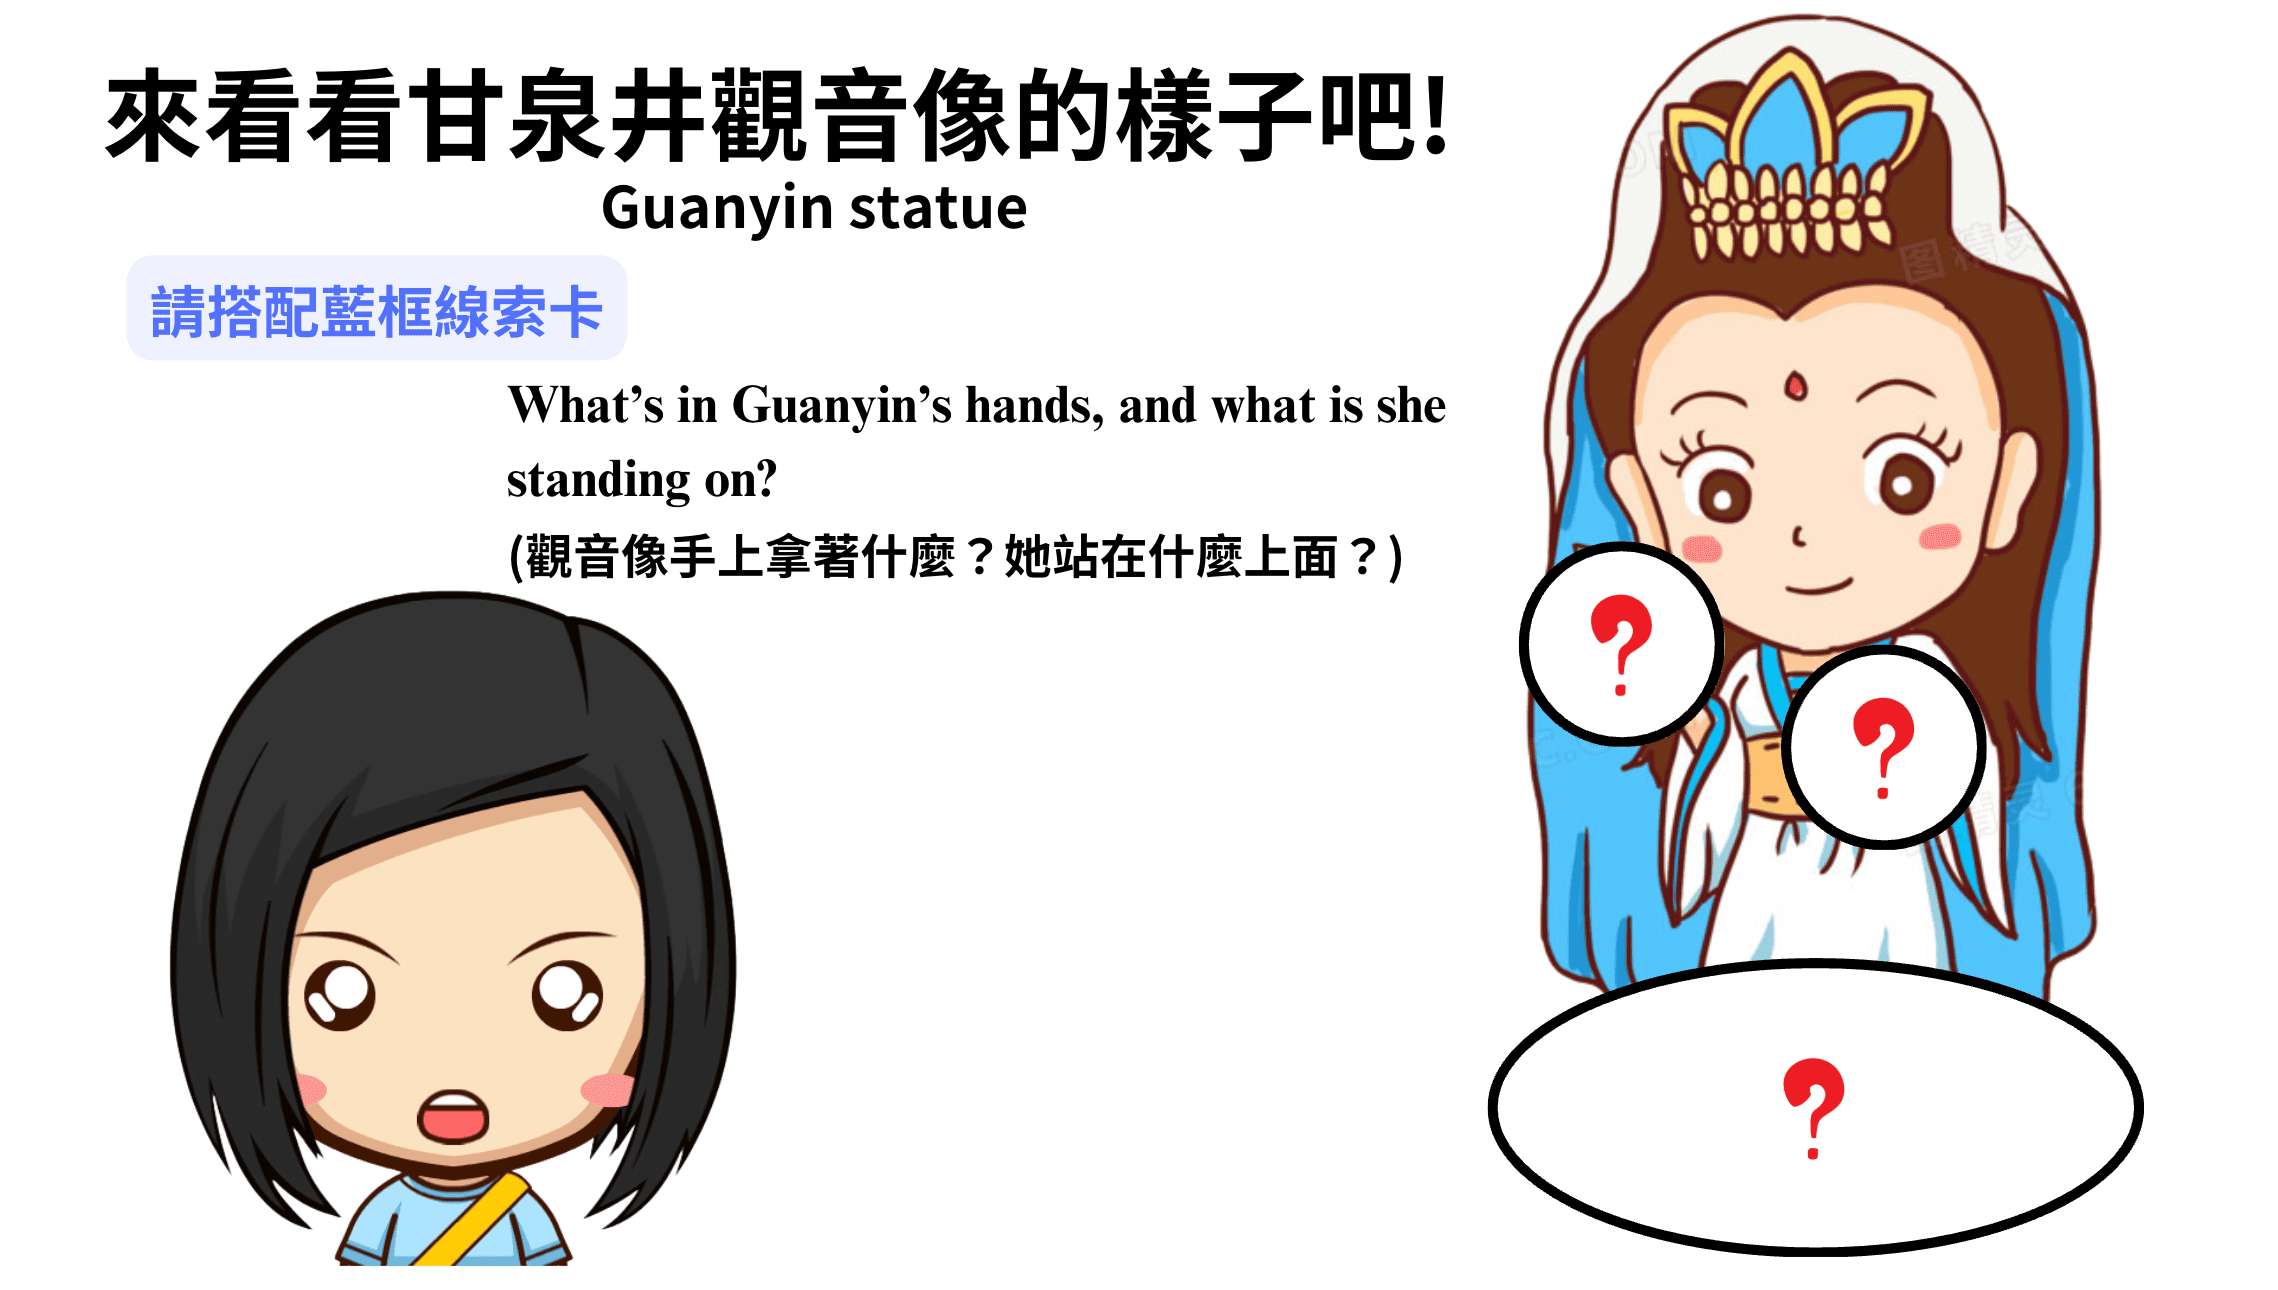 來看看甘泉井觀音像的樣子吧!
Guanyin statue
請搭配藍框線索卡
What’s in Guanyin’s hands, and what is she
standing on?
(觀音像手上拿著什麼？她站在什麼上面？)
?
?
?